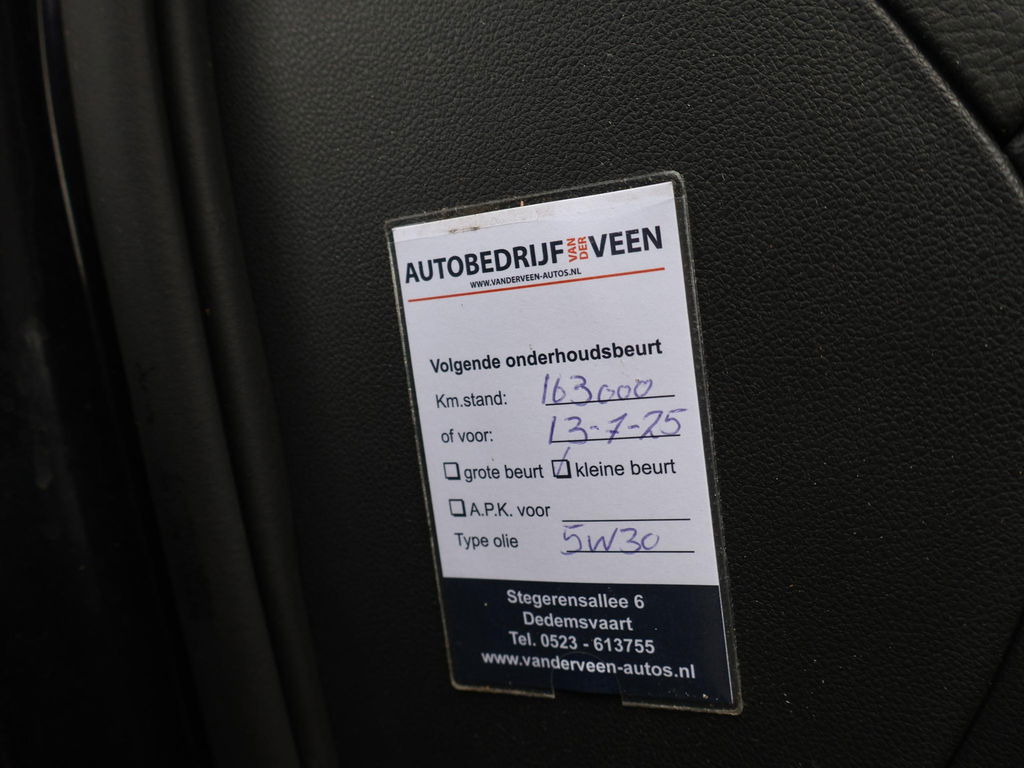 AUTOBEDRIJF VAN DER VEEN
WWW.VANDERVEEN-AUTOS.NL
Volgende onderhoudsbeurt
Km.stand: 163000
of voor: 13-7-25
grote beurt kleine beurt
A.P.K. voor
Type olie 5W30
Stegerensallee 6
Dedemsvaart
Tel. 0523 - 613755
www.vanderveen-autos.nl